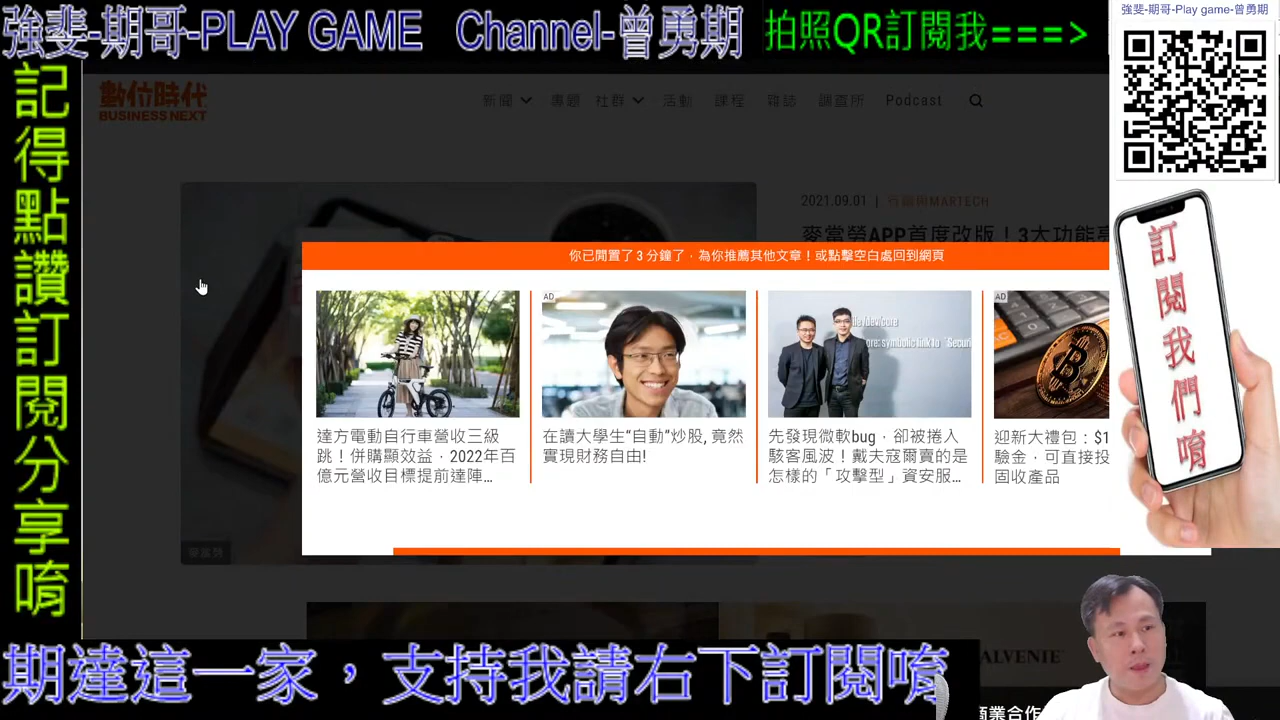 強斐-期哥-PLAY GAME Channel-曾勇期
拍照QR訂閱我===>
強斐-期哥-Play game-曾勇期
記得點讚訂閱分享唷
數位時代
BUSINESS NEXT
新聞 專題 社群 活動 課程 雜誌 調查所 Podcast
2021.09.01 |
麥當勞APP首度改版！3大功能
你已閒置了 3 分鐘了，為你推薦其他文章！或點擊空白處回到網頁
達方電動自行車營收三級
跳！併購顯效益，2022年百
億元營收目標提前達陣...
AD
在讀大學生“自動”炒股, 竟然
實現財務自由!
先發現微軟bug，卻被捲入
駭客風波！戴夫寇爾賣的是
怎樣的「攻擊型」資安服...
AD
迎新大禮包：$1
驗金，可直接投
固收產品
訂閱我們唷
麥當勞
ALVENIE
商業合作
期達這一家，支持我請右下訂閱唷